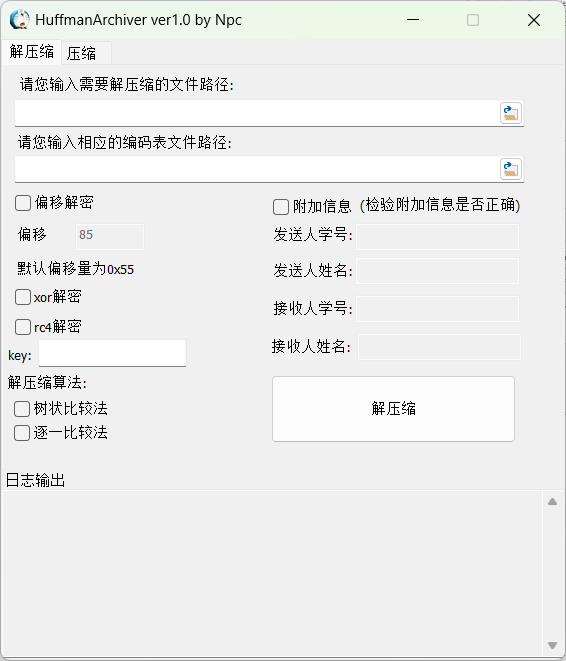 HuffmanArchiver ver1.0 by Npc
解压缩 压缩
请您输入需要解压缩的文件路径:
请您输入相应的编码表文件路径:
偏移解密
附加信息 (检验附加信息是否正确)
偏移 85
发送人学号:
默认偏移量为0x55
发送人姓名:
xor解密
接收人学号:
rc4解密
接收人姓名:
key:
解压缩算法:
树状比较法
解压缩
逐一比较法
日志输出